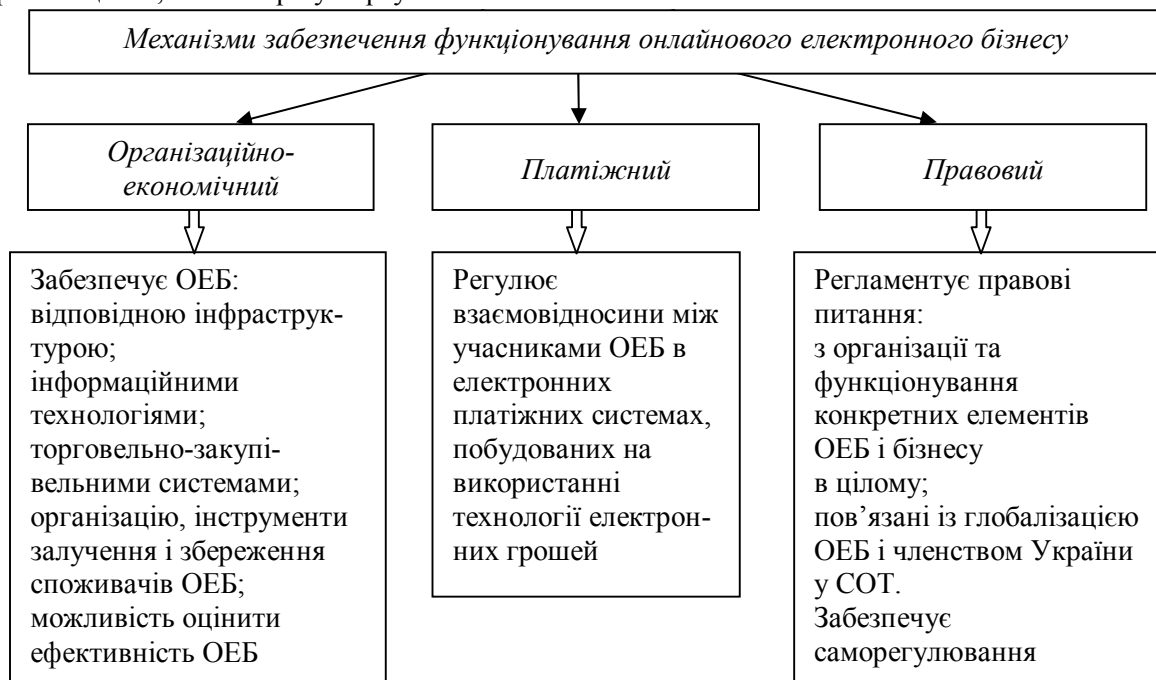 Механізми забезпечення функціонування онлайнового електронного бізнесу
Організаційно-
економічний
Платіжний
Правовий
Забезпечує ОЕБ:
відповідною інфраструк-
турою;
інформаційними
технологіями;
торговельно-закупі-
вельними системами;
організацію, інструменти
залучення і збереження
споживачів ОЕБ;
можливість оцінити
ефективність ОЕБ
Регулює
взаємовідносини між
учасниками ОЕБ в
електронних
платіжних системах,
побудованих на
використанні
технології електрон-
них грошей
Регламентує правові
питання:
з організації та
функціонування
конкретних елементів
ОЕБ і бізнесу
в цілому;
пов’язані із глобалізацією
ОЕБ і членством України
у СОТ.
Забезпечує
саморегулювання